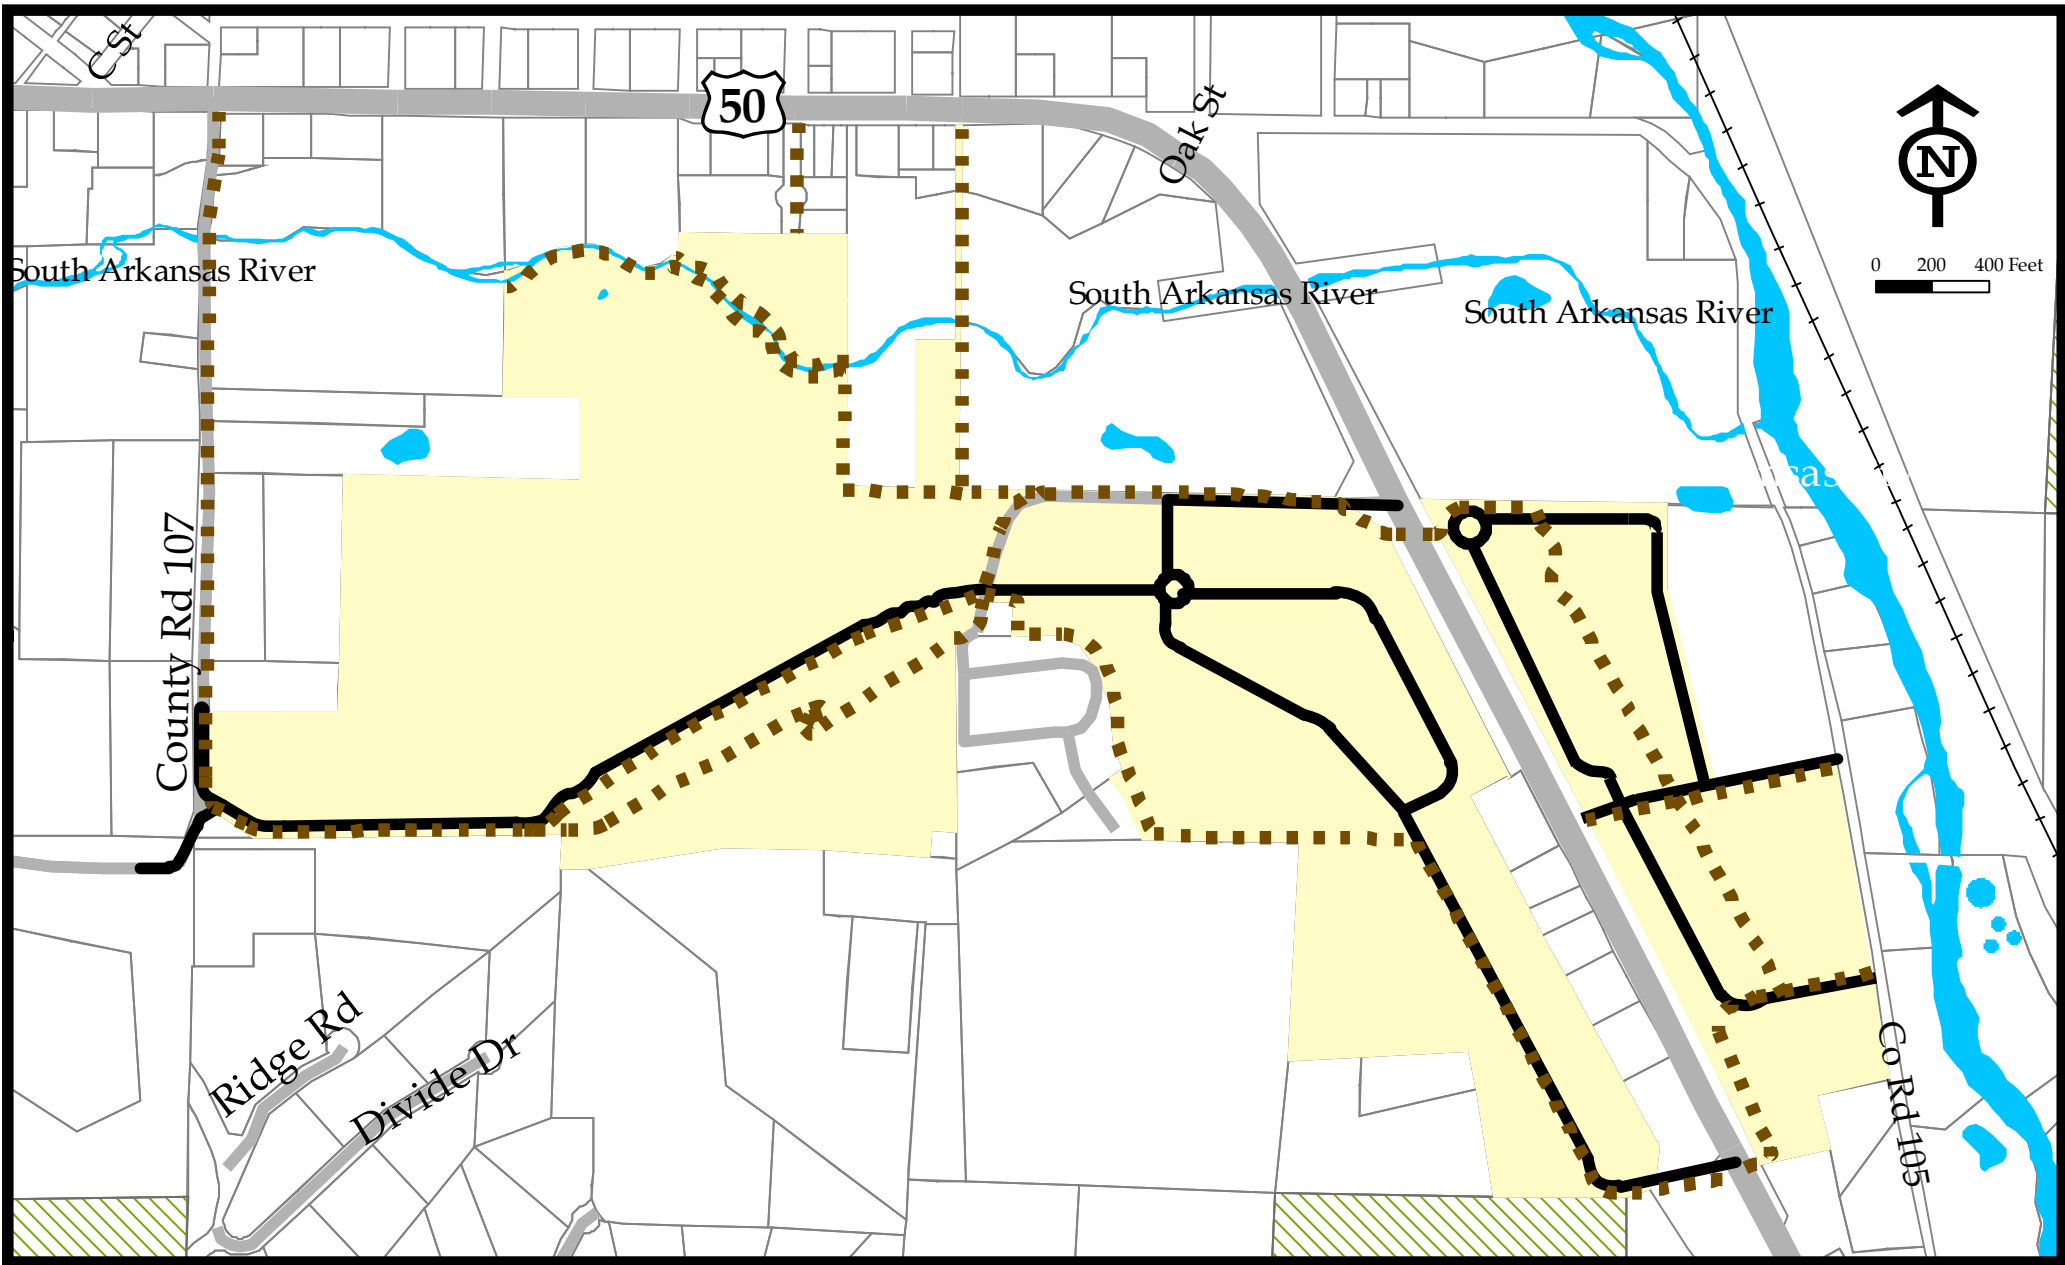 C St
50
Oak St
N
South Arkansas River
South Arkansas River
South Arkansas River
0 200 400 Feet
nsas
County Rd 107
Ridge Rd
Divide Dr
Co Rd 105